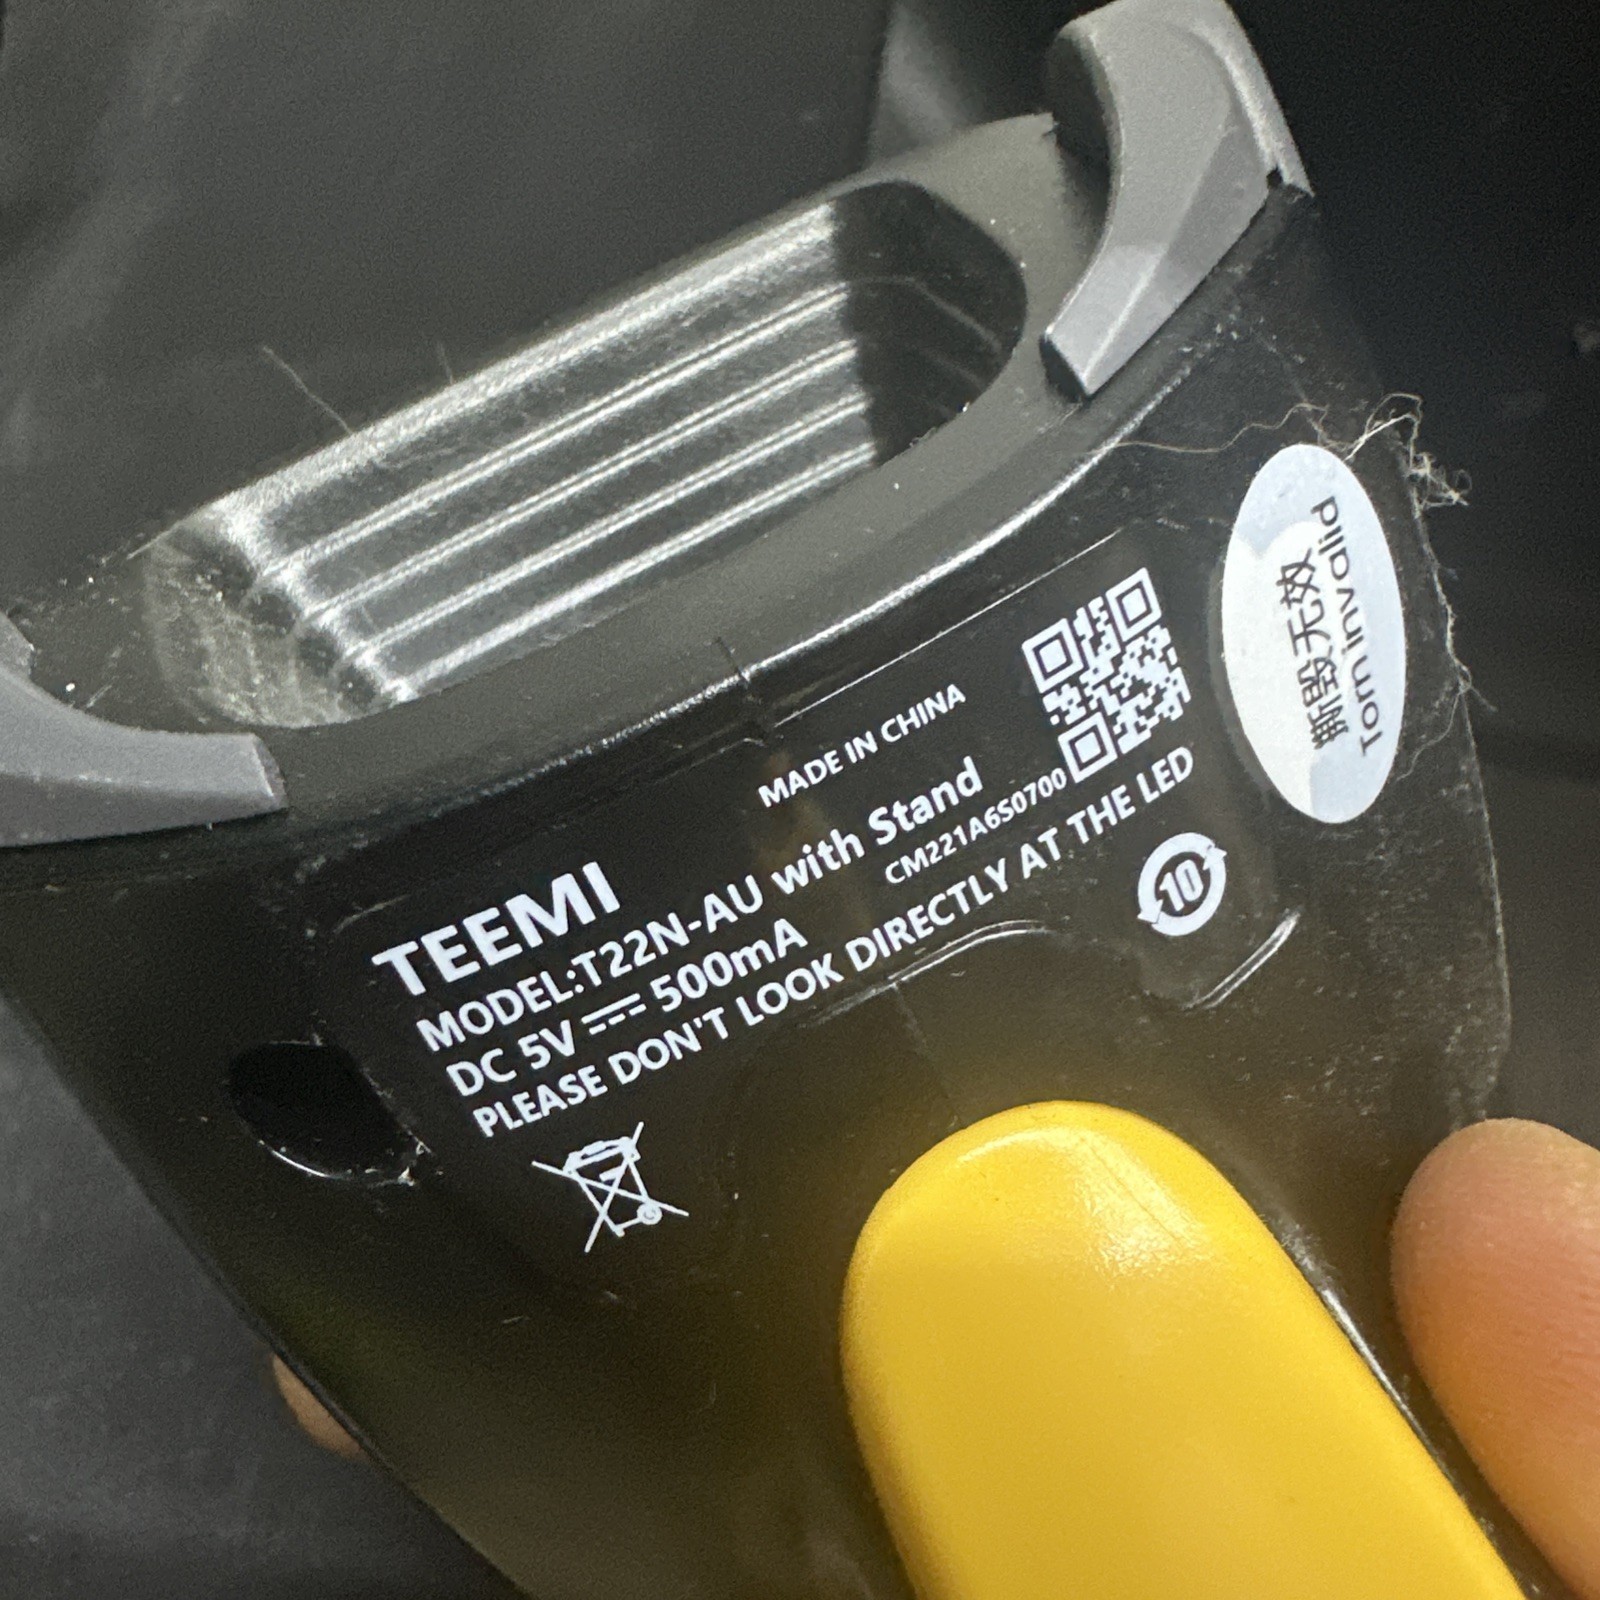 TEEMI
MADE IN CHINA
MODEL:T22N-AU with Stand
DC 5V ⎓ 500mA
CM221A6S0700
PLEASE DON'T LOOK DIRECTLY AT THE LED
10
撕毁无效
Torn invalid